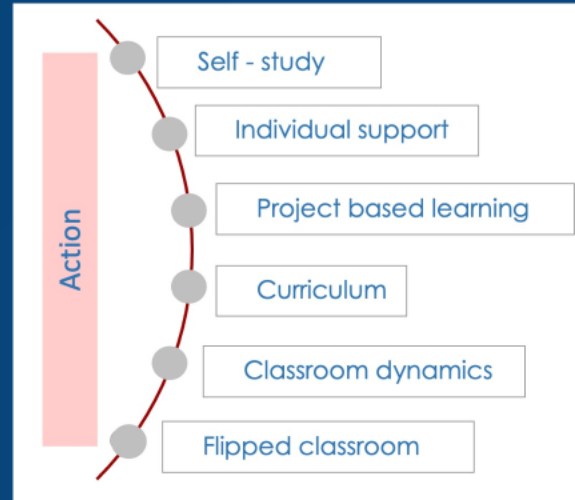 Action
Self - study
Individual support
Project based learning
Curriculum
Classroom dynamics
Flipped classroom